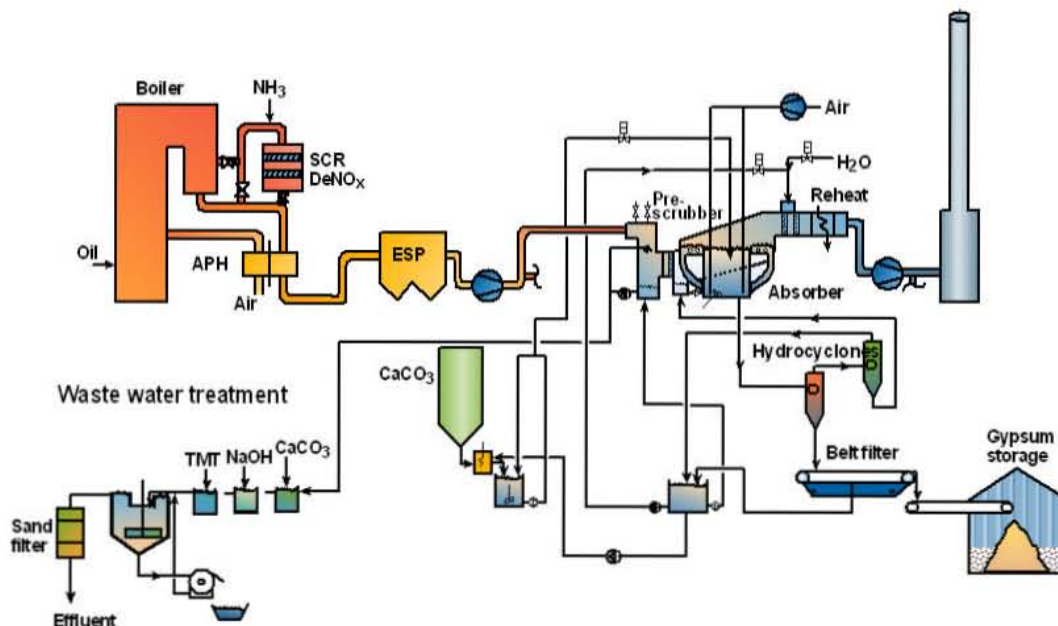 Boiler
NH3
SCR
DeNOx
Air
H2O
Pre-
scrubber
Reheat
Oil
APH
ESP
Air
Absorber
CaCO3
Hydrocyclones
Waste water treatment
TMT
NaOH
CaCO3
Belt filter
Gypsum
storage
Sand
filter
Effluent